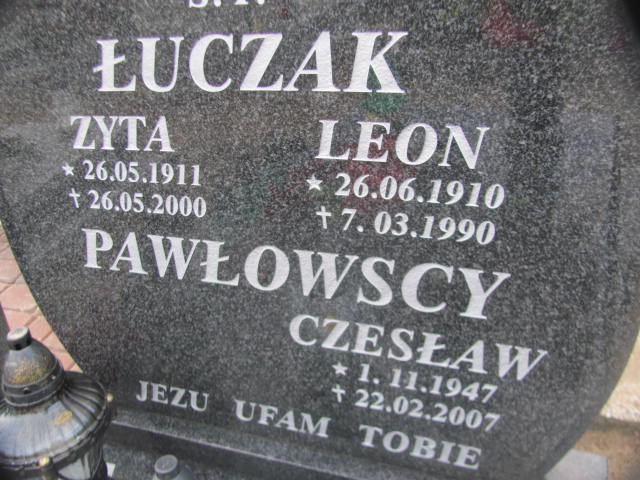 Ś.P.
ŁUCZAK
ZYTA LEON
★ 26.05.1911 ★ 26.06.1910
✝ 26.05.2000 ✝ 7. 03.1990
PAWŁOWSCY
CZESŁAW
★ 1. 11.1947
✝ 22.02.2007
JEZU UFAM TOBIE